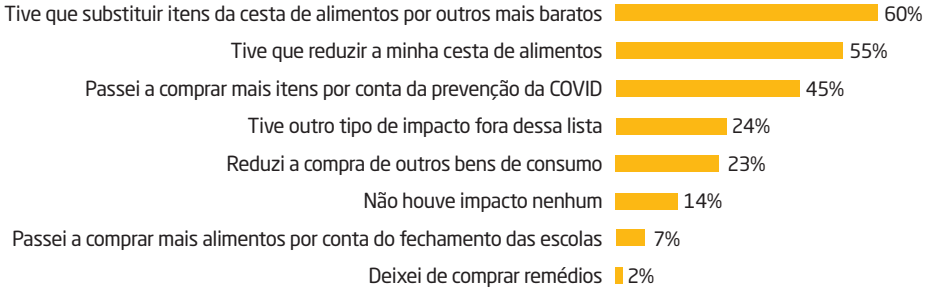 Tive que substituir itens da cesta de alimentos por outros mais baratos 60%
Tive que reduzir a minha cesta de alimentos 55%
Passei a comprar mais itens por conta da prevenção da COVID 45%
Tive outro tipo de impacto fora dessa lista 24%
Reduzi a compra de outros bens de consumo 23%
Não houve impacto nenhum 14%
Passei a comprar mais alimentos por conta do fechamento das escolas 7%
Deixei de comprar remédios 2%